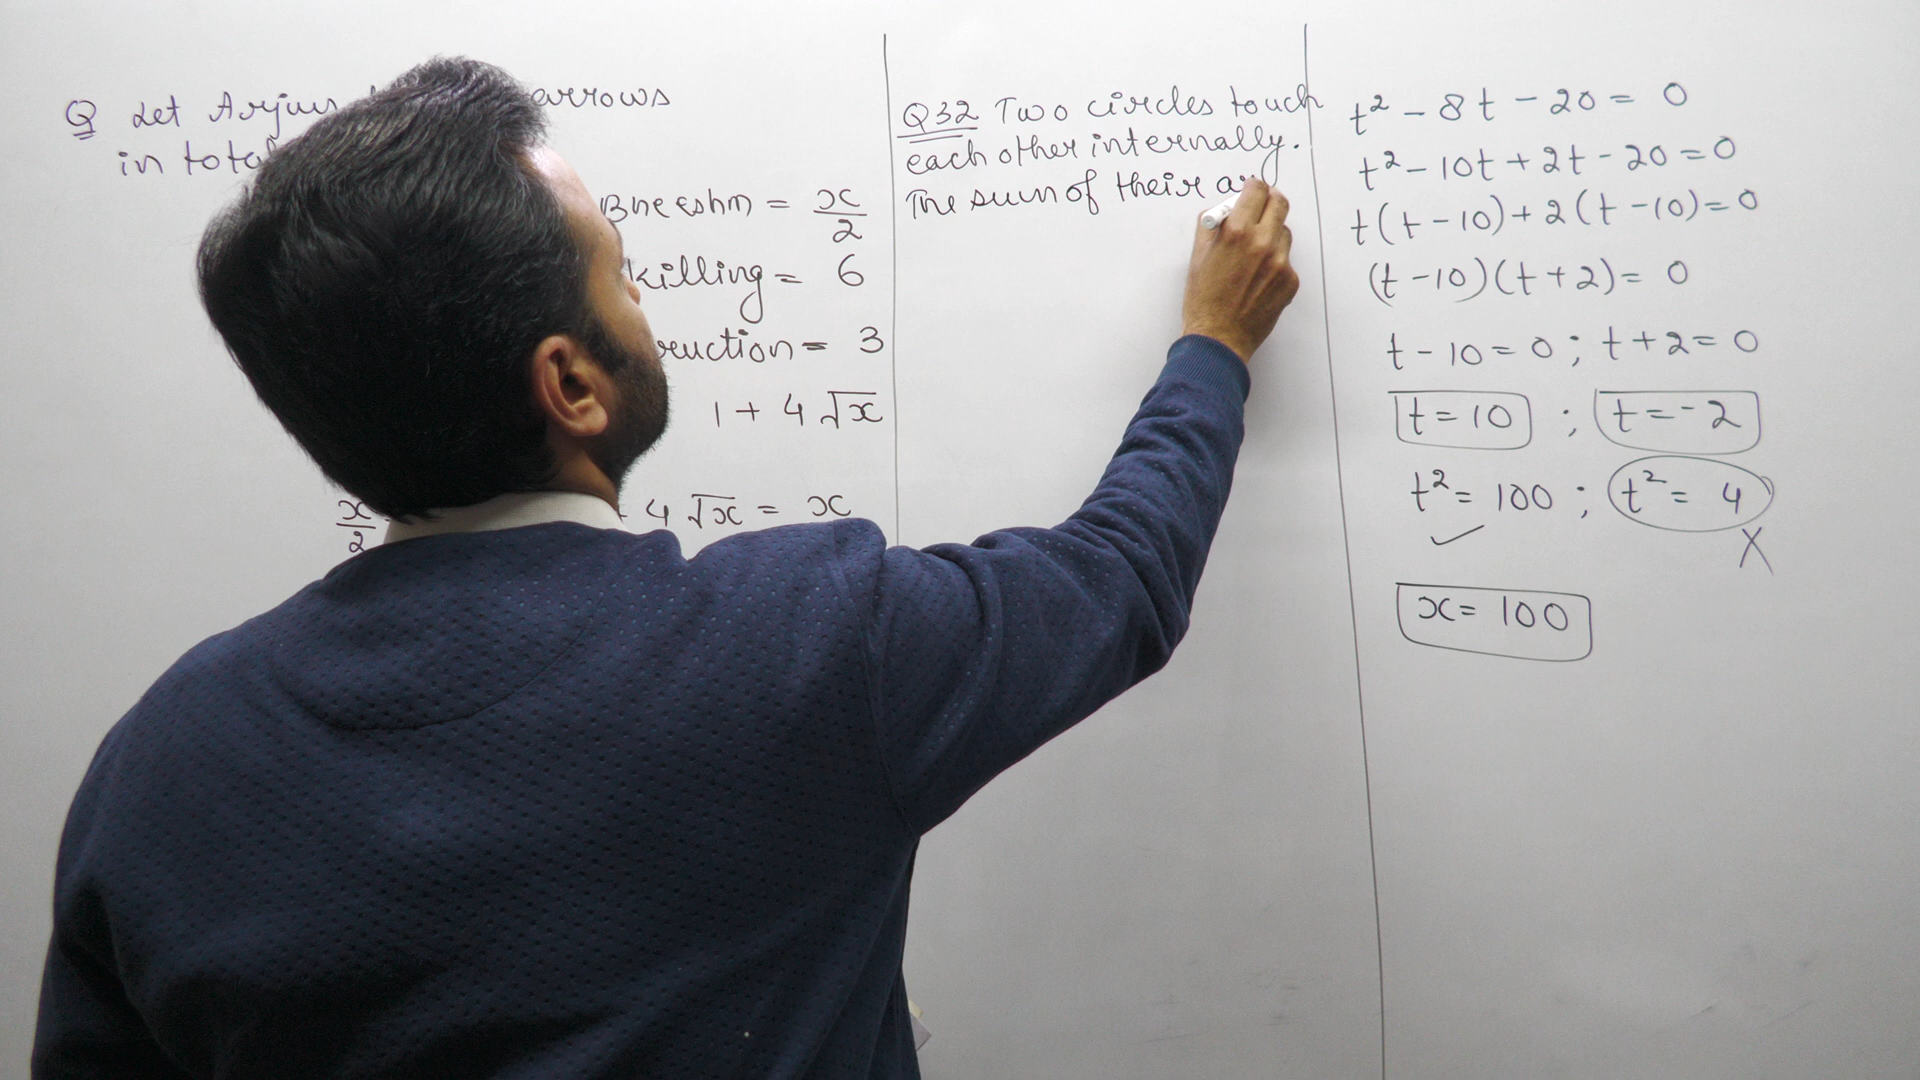 Q Let Arjun arrows
in total
Bheeshm = x/2
killing = 6
ruction = 3
1 + 4 √x
x/2 + 4 √x = x
Q32 Two circles touch
each other internally.
The sum of their
t² - 8t - 20 = 0
t² - 10t + 2t - 20 = 0
t(t - 10) + 2(t - 10) = 0
(t - 10)(t + 2) = 0
t - 10 = 0 ; t + 2 = 0
t = 10 ; t = -2
t² = 100 ; t² = 4
✓ X
x = 100